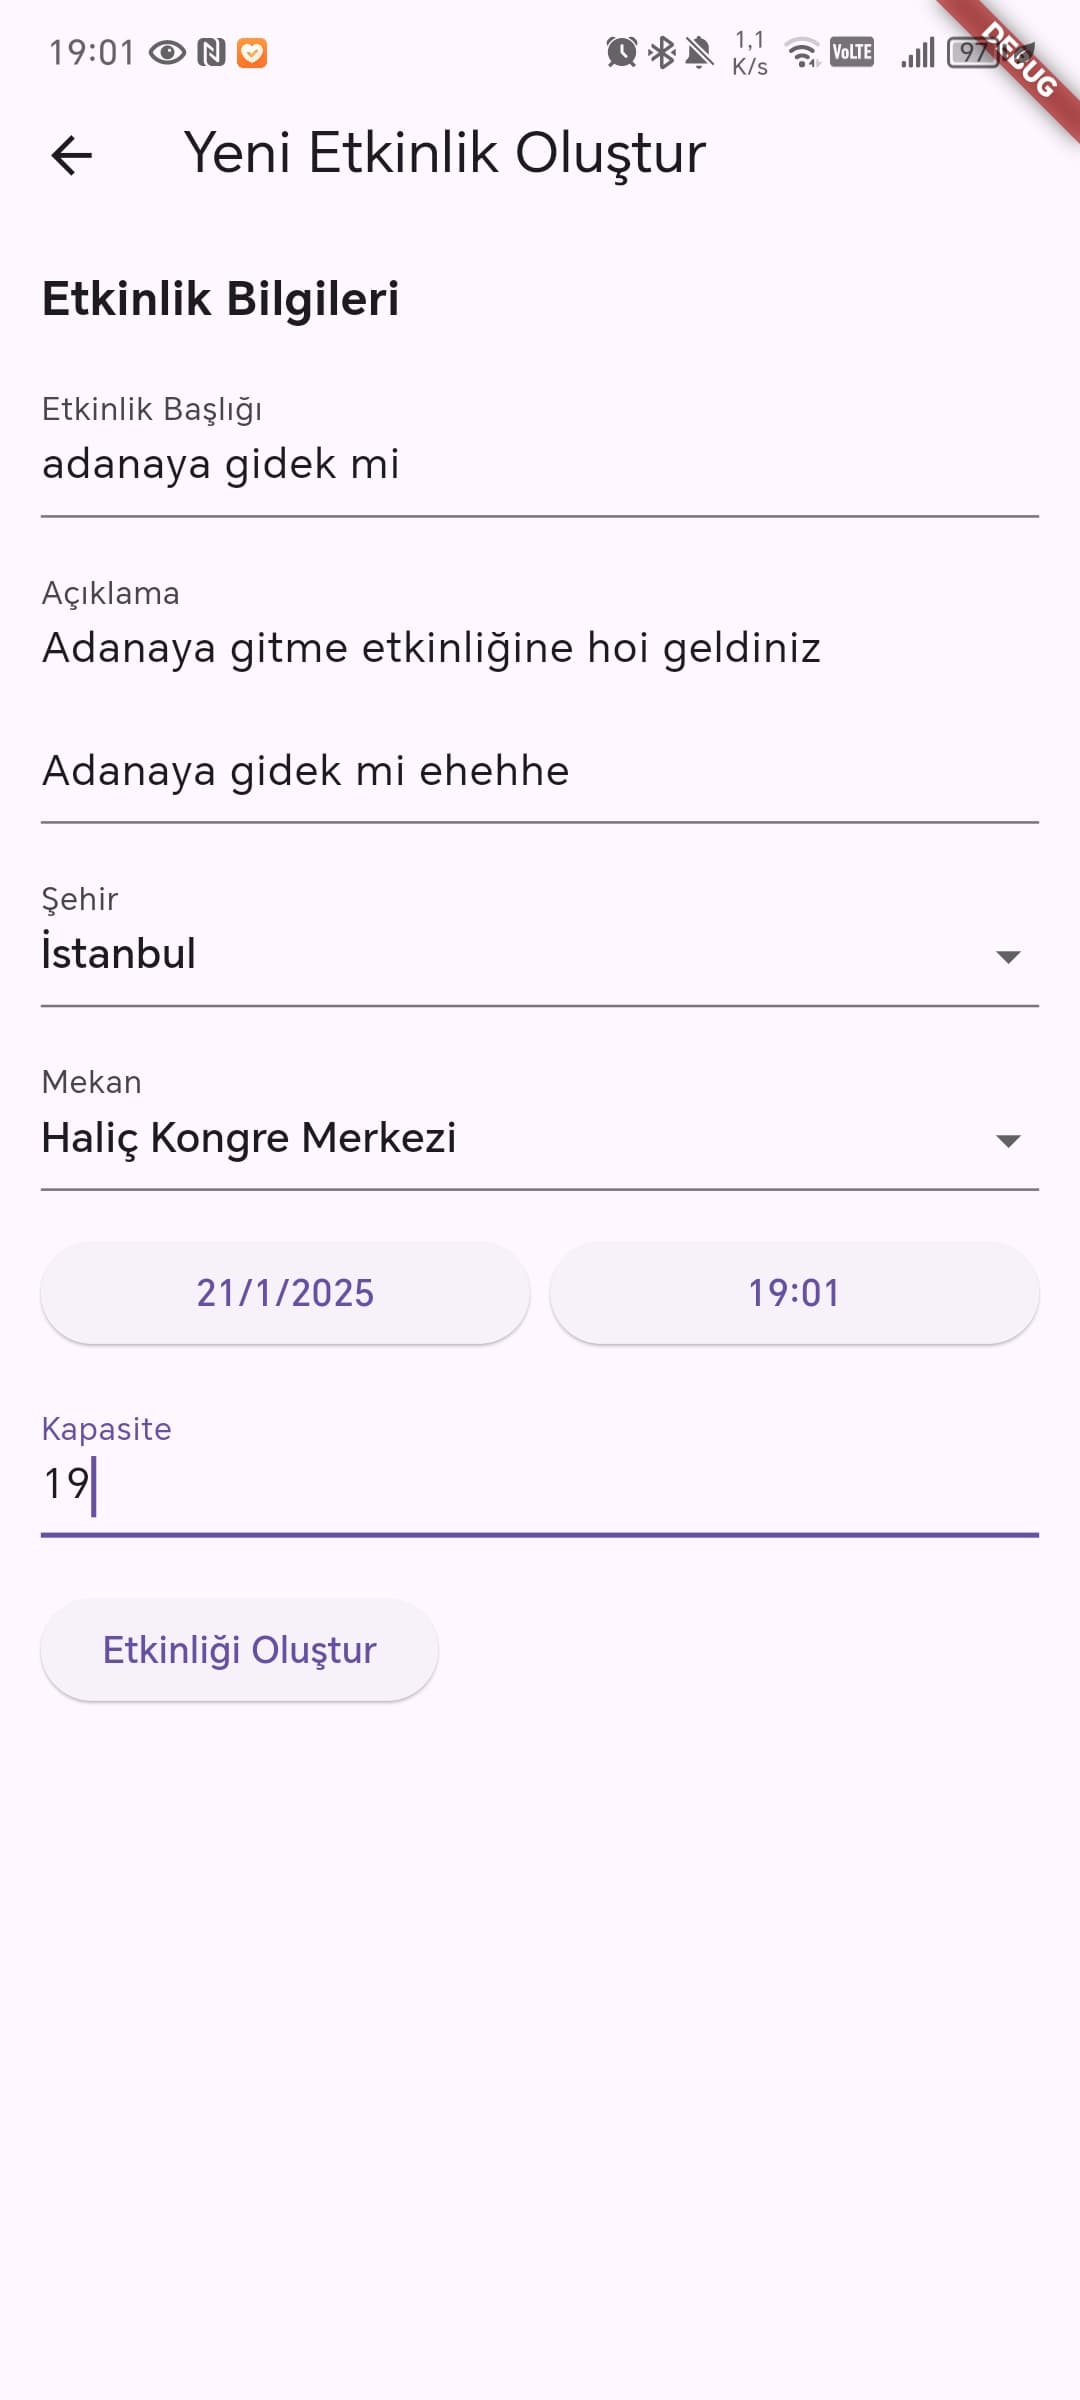 19:01
1,1
K/s
VoLTE
97
DEBUG
Yeni Etkinlik Oluştur
Etkinlik Bilgileri
Etkinlik Başlığı
adanaya gidek mi
Açıklama
Adanaya gitme etkinliğine hoi geldiniz
Adanaya gidek mi ehehhe
Şehir
İstanbul
Mekan
Haliç Kongre Merkezi
21/1/2025 19:01
Kapasite
19
Etkinliği Oluştur